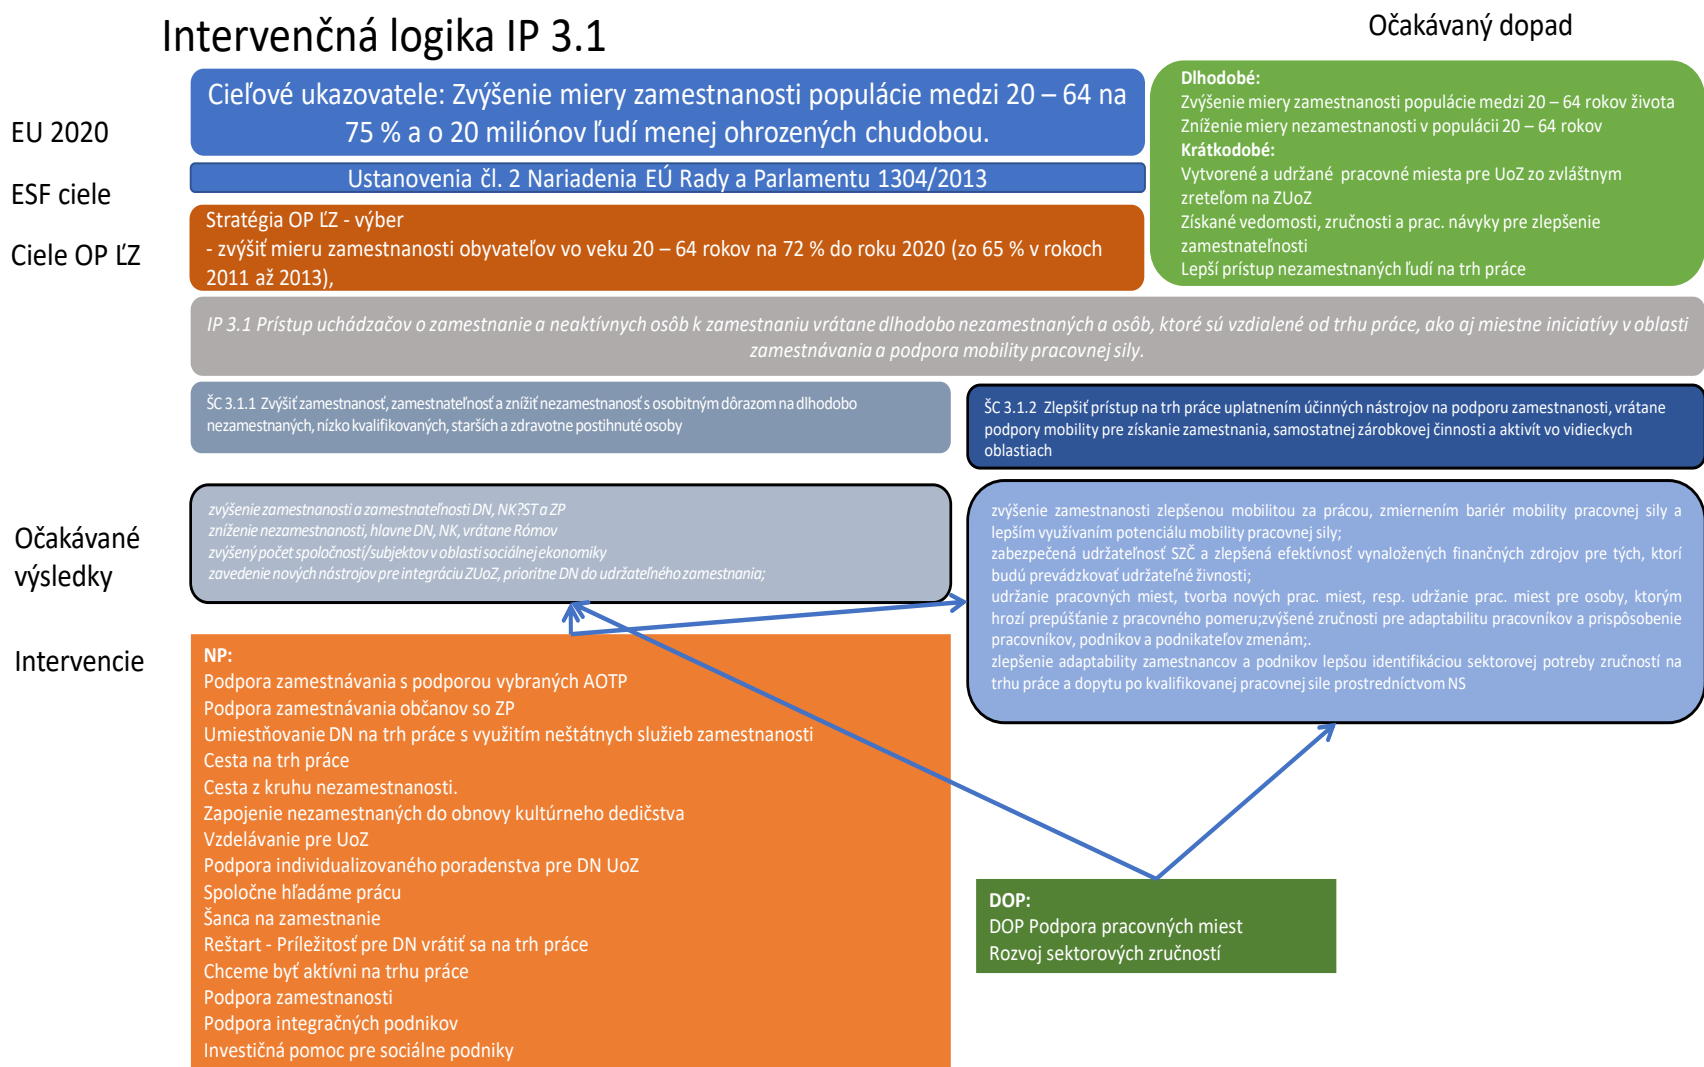 Intervenčná logika IP 3.1
Očakávaný dopad
EU 2020
Cieľové ukazovatele: Zvýšenie miery zamestnanosti populácie medzi 20 – 64 na
75 % a o 20 miliónov ľudí menej ohrozených chudobou.
Dlhodobé:
Zvýšenie miery zamestnanosti populácie medzi 20 – 64 rokov života
Zníženie miery nezamestnanosti v populácii 20 – 64 rokov
Krátkodobé:
Vytvorené a udržané pracovné miesta pre UoZ zo zvláštnym
zreteľom na ZUoZ
Získané vedomosti, zručnosti a prac. návyky pre zlepšenie
zamestnateľnosti
Lepší prístup nezamestnaných ľudí na trh práce
ESF ciele
Ustanovenia čl. 2 Nariadenia EÚ Rady a Parlamentu 1304/2013
Ciele OP ĽZ
Stratégia OP ĽZ - výber
- zvýšiť mieru zamestnanosti obyvateľov vo veku 20 – 64 rokov na 72 % do roku 2020 (zo 65 % v rokoch
2011 až 2013),
IP 3.1 Prístup uchádzačov o zamestnanie a neaktívnych osôb k zamestnaniu vrátane dlhodobo nezamestnaných a osôb, ktoré sú vzdialené od trhu práce, ako aj miestne iniciatívy v oblasti
zamestnávania a podpora mobility pracovnej sily.
ŠC 3.1.1 Zvýšiť zamestnanosť, zamestnateľnosť a znížiť nezamestnanosť s osobitným dôrazom na dlhodobo
nezamestnaných, nízko kvalifikovaných, starších a zdravotne postihnuté osoby
ŠC 3.1.2 Zlepšiť prístup na trh práce uplatnením účinných nástrojov na podporu zamestnanosti, vrátane
podpory mobility pre získanie zamestnania, samostatnej zárobkovej činnosti a aktivít vo vidieckych
oblastiach
Očakávané
výsledky
zvýšenie zamestnanosti a zamestnateľnosti DN, NK?ST a ZP
zníženie nezamestnanosti, hlavne DN, NK, vrátane Rómov
zvýšený počet spoločností/subjektov v oblasti sociálnej ekonomiky
zavedenie nových nástrojov pre integráciu ZUoZ, prioritne DN do udržateľného zamestnania;
zvýšenie zamestnanosti zlepšenou mobilitou za prácou, zmiernením bariér mobility pracovnej sily a
lepším využívaním potenciálu mobility pracovnej sily;
zabezpečená udržateľnosť SZČ a zlepšená efektívnosť vynaložených finančných zdrojov pre tých, ktorí
budú prevádzkovať udržateľné živnosti;
udržanie pracovných miest, tvorba nových prac. miest, resp. udržanie prac. miest pre osoby, ktorým
hrozí prepúšťanie z pracovného pomeru;zvýšené zručnosti pre adaptabilitu pracovníkov a prispôsobenie
pracovníkov, podnikov a podnikateľov zmenám;.
zlepšenie adaptability zamestnancov a podnikov lepšou identifikáciou sektorovej potreby zručností na
trhu práce a dopytu po kvalifikovanej pracovnej sile prostredníctvom NS
Intervencie
NP:
Podpora zamestnávania s podporou vybraných AOTP
Podpora zamestnávania občanov so ZP
Umiestňovanie DN na trh práce s využitím neštátnych služieb zamestnanosti
Cesta na trh práce
Cesta z kruhu nezamestnanosti.
Zapojenie nezamestnaných do obnovy kultúrneho dedičstva
Vzdelávanie pre UoZ
Podpora individualizovaného poradenstva pre DN UoZ
Spoločne hľadáme prácu
Šanca na zamestnanie
Reštart - Príležitosť pre DN vrátiť sa na trh práce
Chceme byť aktívni na trhu práce
Podpora zamestnanosti
Podpora integračných podnikov
Investičná pomoc pre sociálne podniky
DOP:
DOP Podpora pracovných miest
Rozvoj sektorových zručností